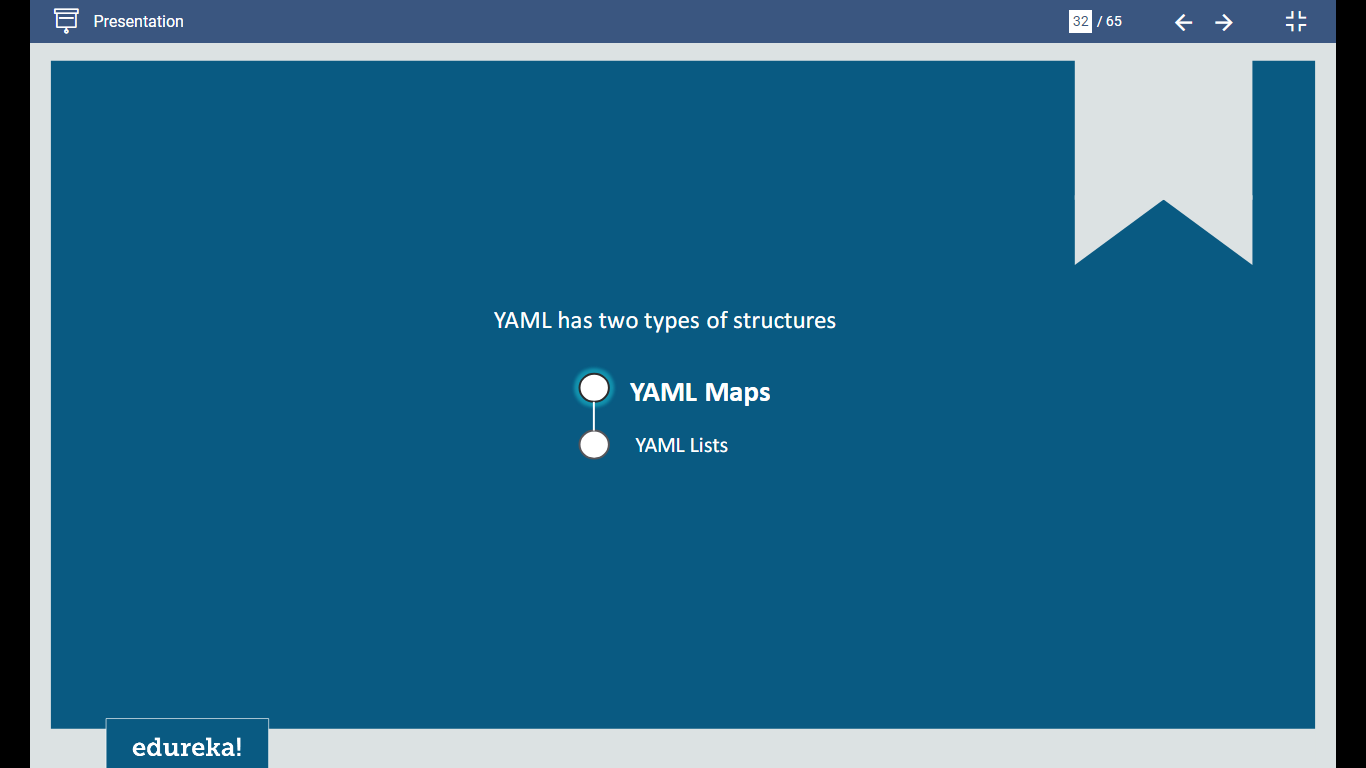 Presentation
32 / 65
YAML has two types of structures
YAML Maps
YAML Lists
edureka!